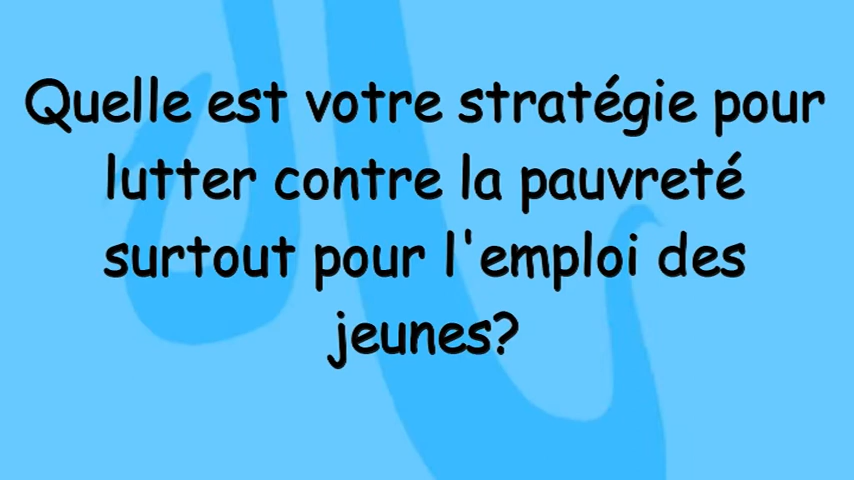 Quelle est votre stratégie pour
lutter contre la pauvreté
surtout pour l'emploi des
jeunes?